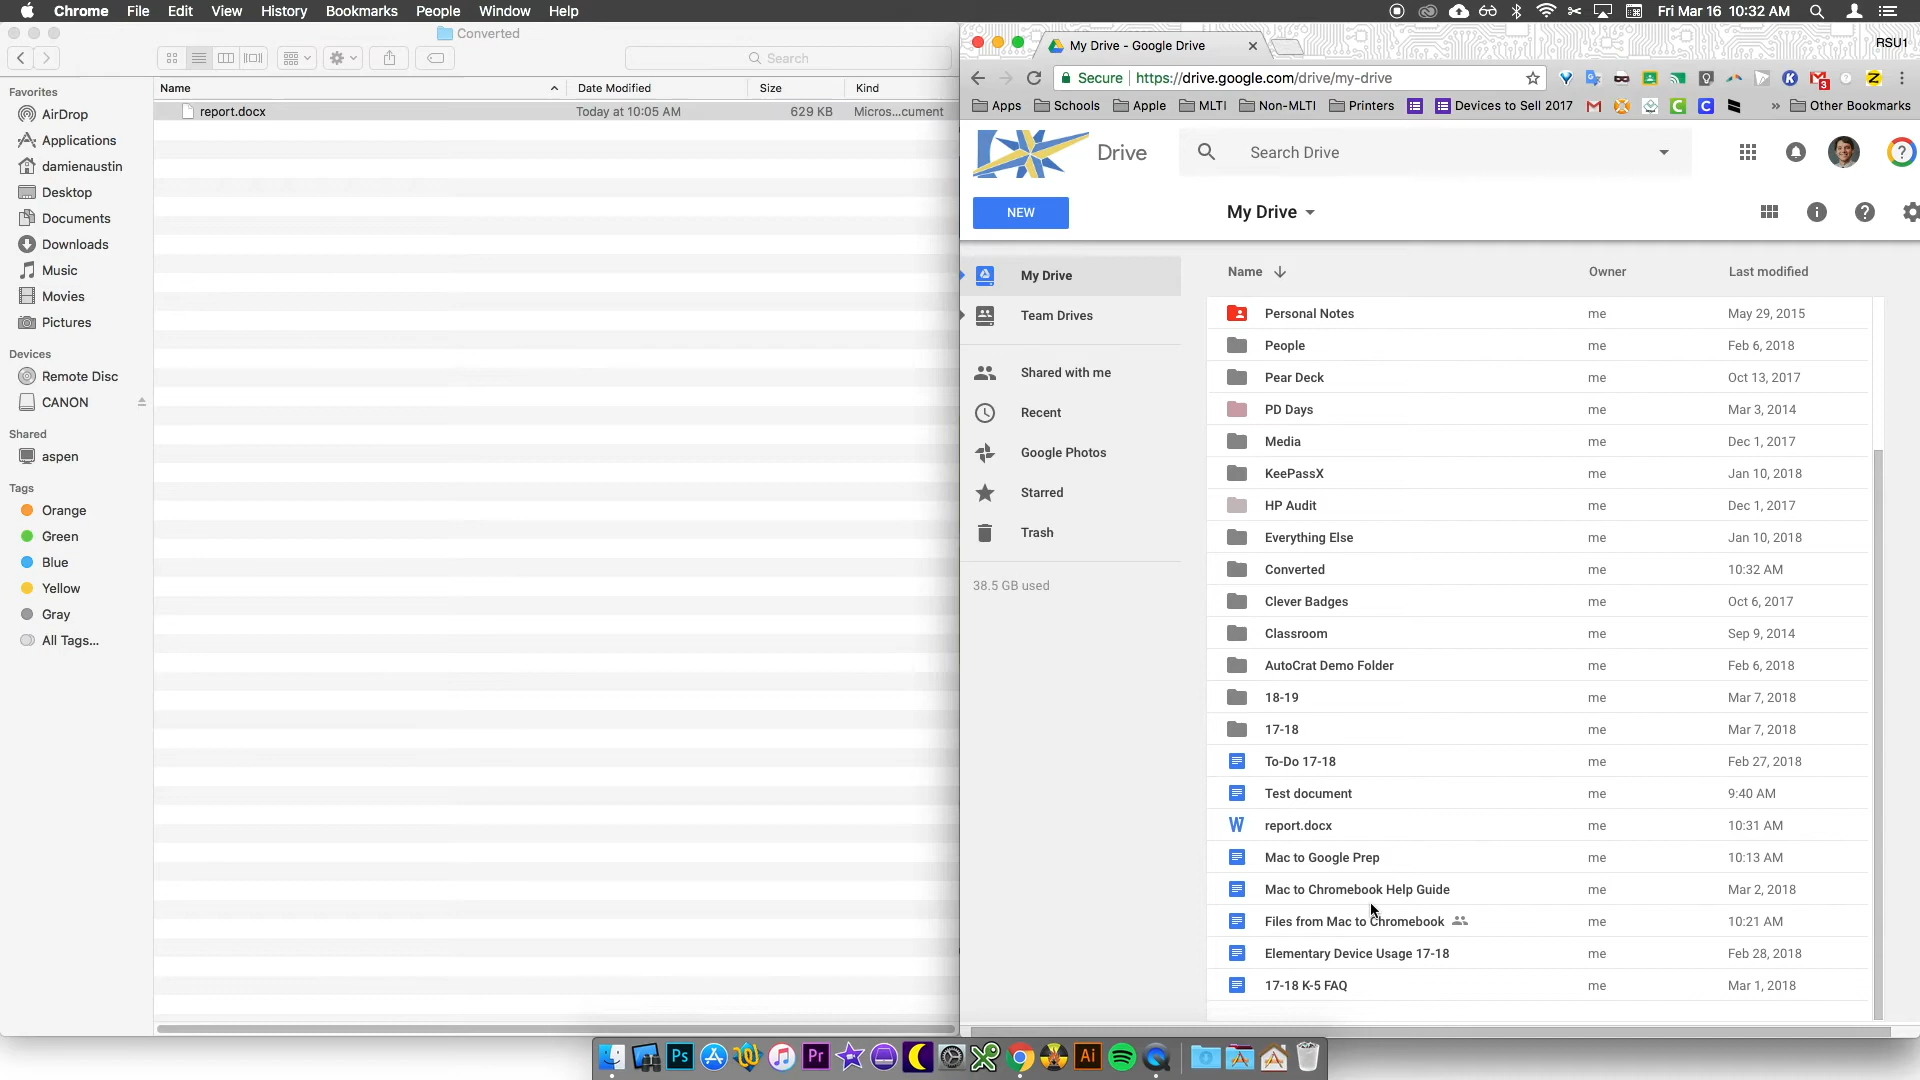 Chrome File Edit View History Bookmarks People Window Help
Fri Mar 16 10:32 AM
Converted
Search
Favorites
AirDrop
Applications
damienaustin
Desktop
Documents
Downloads
Music
Movies
Pictures
Devices
Remote Disc
CANON
Shared
aspen
Tags
Orange
Green
Blue
Yellow
Gray
All Tags...
Name Date Modified Size Kind
report.docx Today at 10:05 AM 629 KB Micros...cument
My Drive - Google Drive
RSU1
Secure https://drive.google.com/drive/my-drive
3
Apps Schools Apple MLTI Non-MLTI Printers Devices to Sell 2017 » Other Bookmarks
Drive
Search Drive
NEW
My Drive
My Drive
Team Drives
Shared with me
Recent
Google Photos
Starred
Trash
38.5 GB used
Name Owner Last modified
Personal Notes me May 29, 2015
People me Feb 6, 2018
Pear Deck me Oct 13, 2017
PD Days me Mar 3, 2014
Media me Dec 1, 2017
KeePassX me Jan 10, 2018
HP Audit me Dec 1, 2017
Everything Else me Jan 10, 2018
Converted me 10:32 AM
Clever Badges me Oct 6, 2017
Classroom me Sep 9, 2014
AutoCrat Demo Folder me Feb 6, 2018
18-19 me Mar 7, 2018
17-18 me Mar 7, 2018
To-Do 17-18 me Feb 27, 2018
Test document me 9:40 AM
W report.docx me 10:31 AM
Mac to Google Prep me 10:13 AM
Mac to Chromebook Help Guide me Mar 2, 2018
Files from Mac to Chromebook me 10:21 AM
Elementary Device Usage 17-18 me Feb 28, 2018
17-18 K-5 FAQ me Mar 1, 2018
Ps Pr Ai